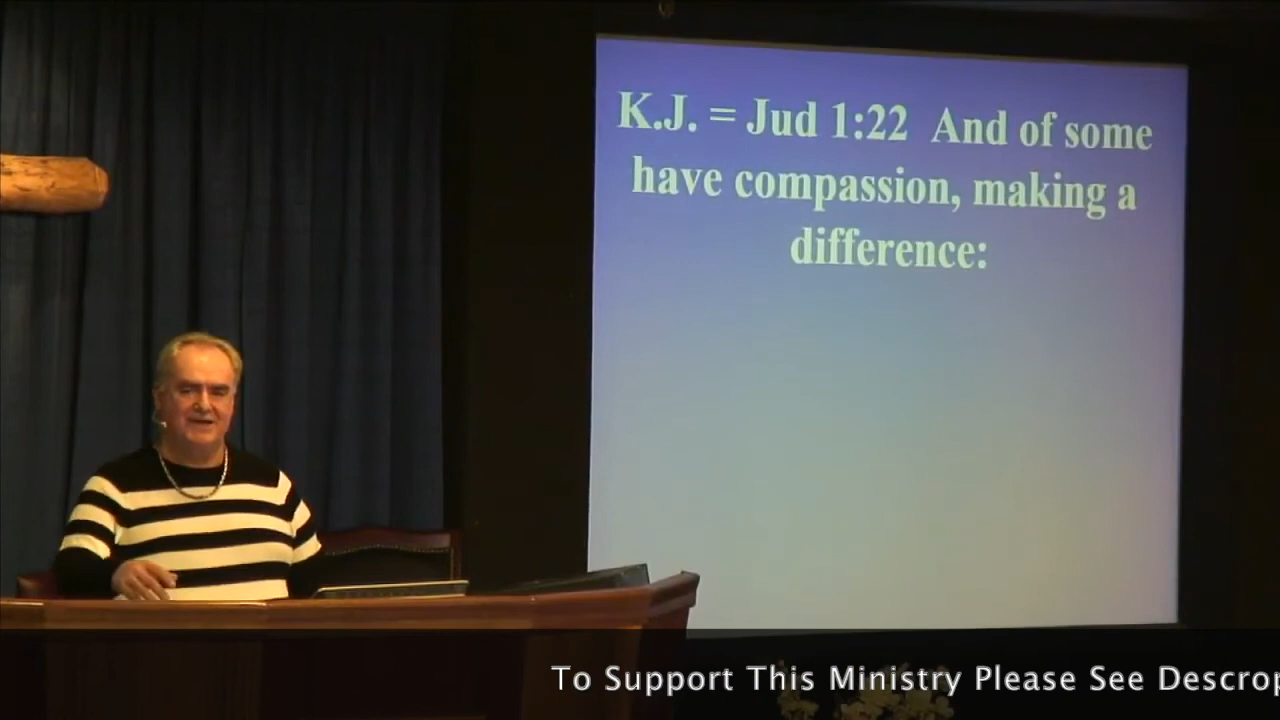 K.J. = Jud 1:22 And of some
have compassion, making a
difference:
To Support This Ministry Please See Descrop